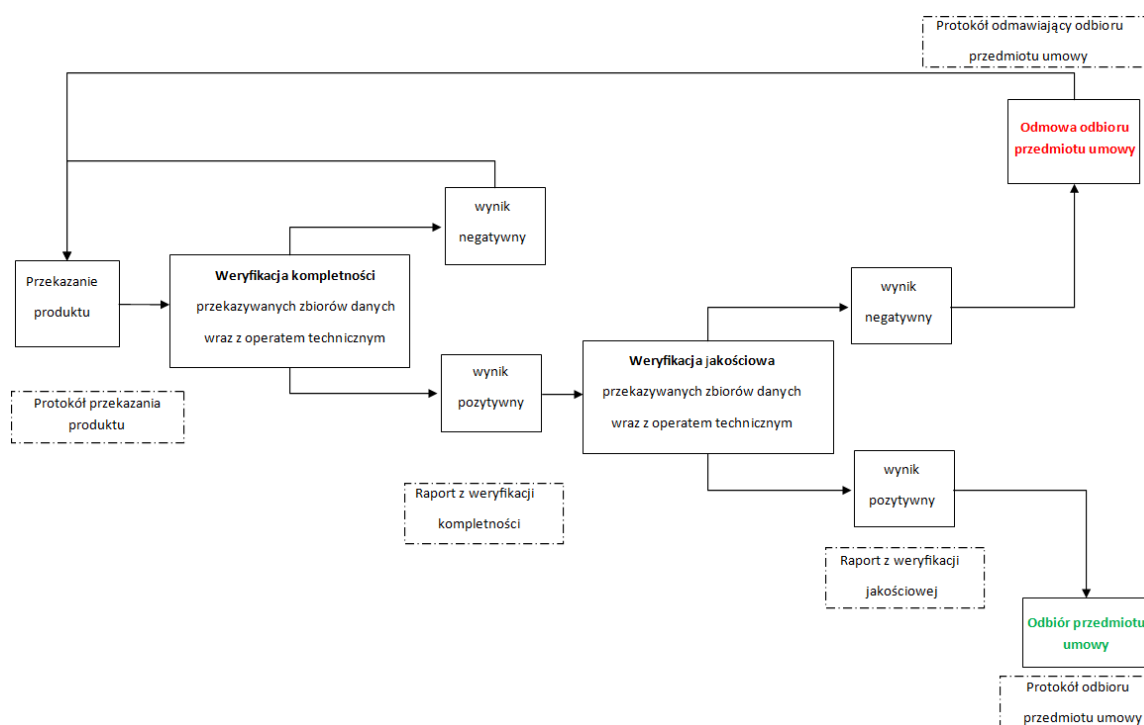 Protokół odmawiający odbioru
przedmiotu umowy
Odmowa odbioru
przedmiotu umowy
wynik
negatywny
Przekazanie
produktu
Weryfikacja kompletności
przekazywanych zbiorów danych
wraz z operatem technicznym
wynik
negatywny
wynik
pozytywny
Weryfikacja jakościowa
przekazywanych zbiorów danych
wraz z operatem technicznym
Protokół przekazania
produktu
wynik
pozytywny
Raport z weryfikacji
kompletności
Raport z weryfikacji
jakościowej
Odbiór przedmiotu
umowy
Protokół odbioru
przedmiotu umowy